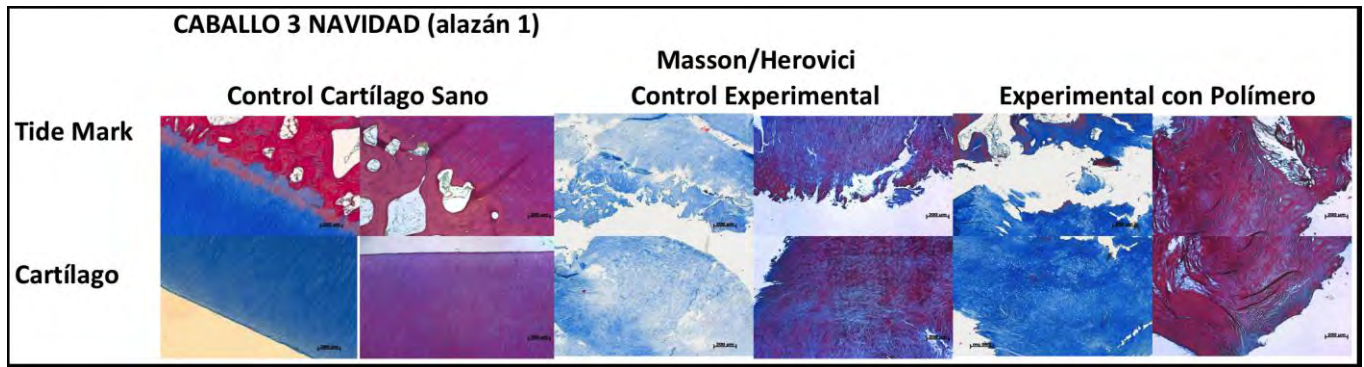 CABALLO 3 NAVIDAD (alazán 1)
Masson/Herovici
Control Cartílago Sano Control Experimental Experimental con Polímero
Tide Mark
Cartílago